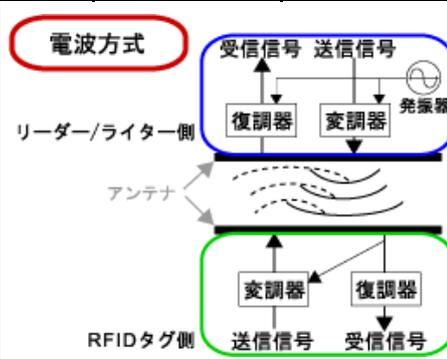 電波方式
受信信号 送信信号
発振器
復調器 変調器
リーダー/ライター側
アンテナ
変調器 復調器
RFIDタグ側 送信信号 受信信号